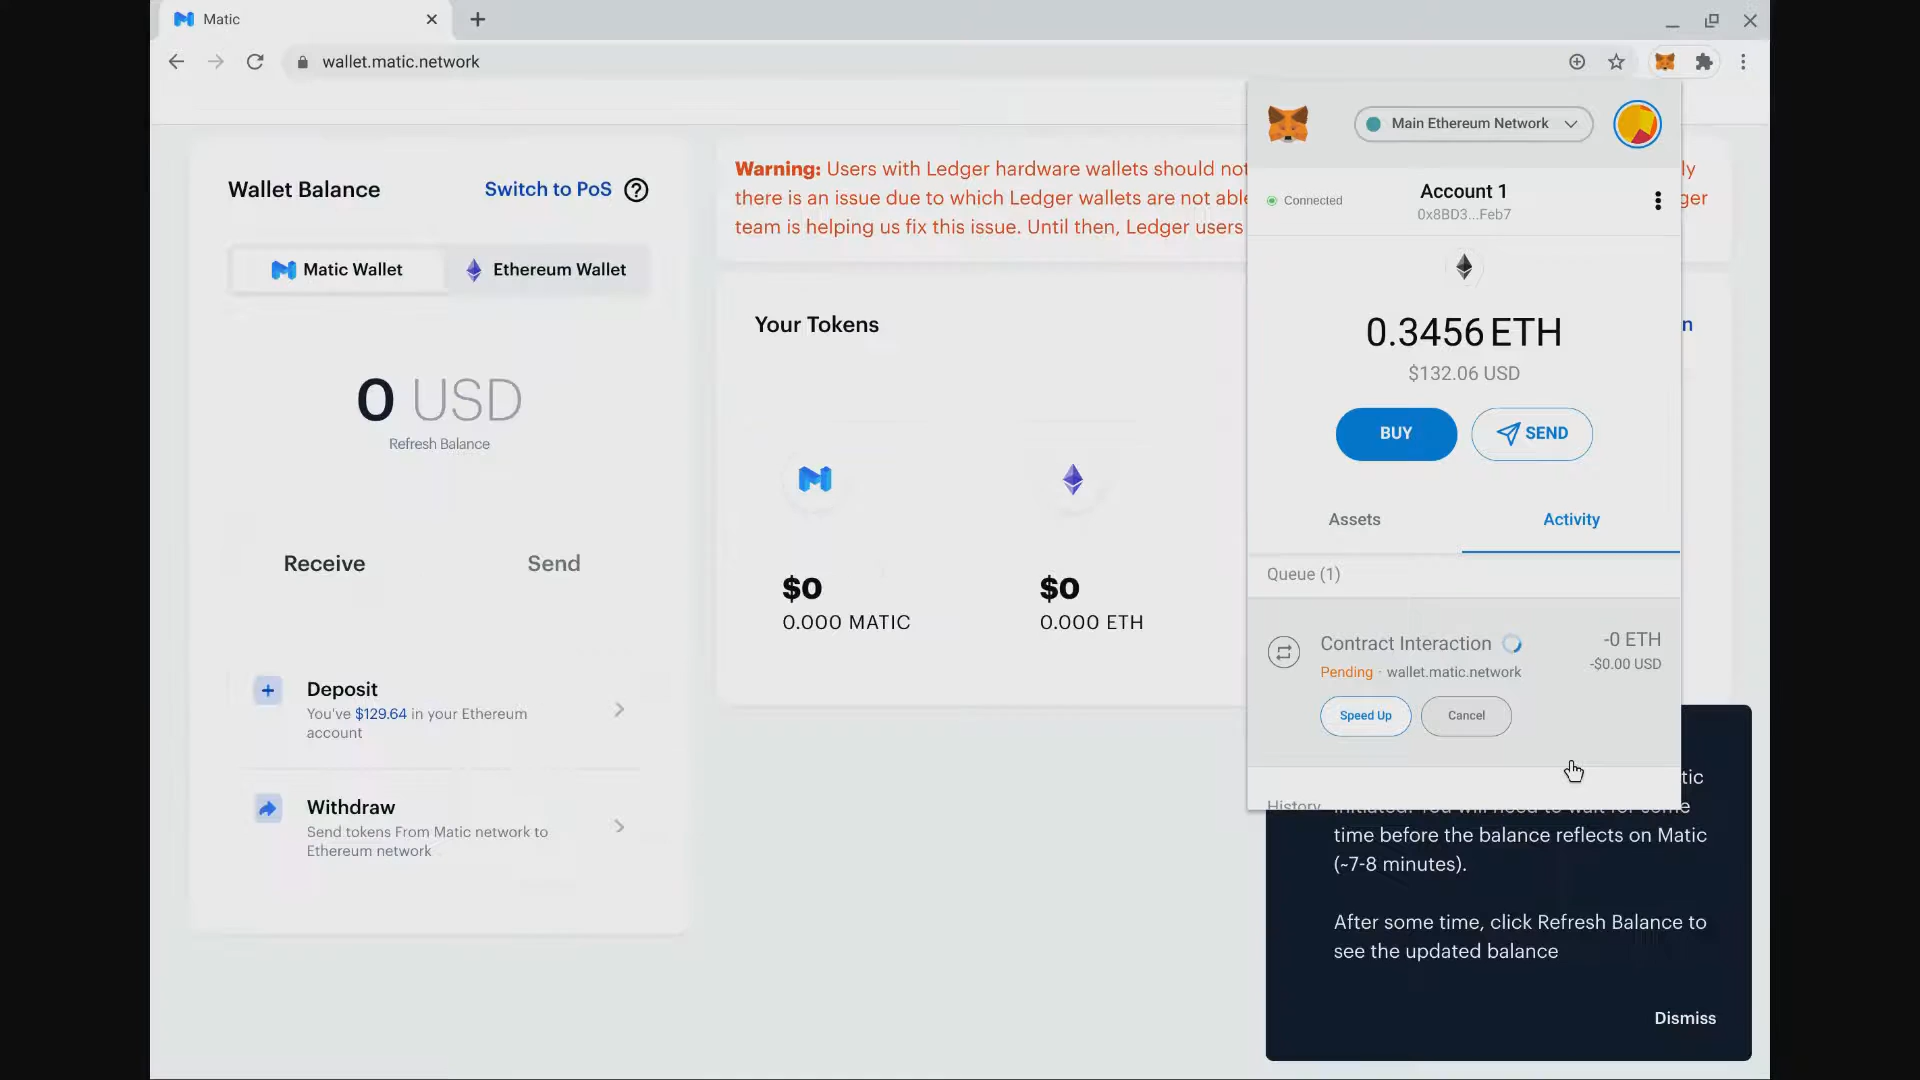 Matic
wallet.matic.network
Wallet Balance
Switch to PoS
Matic Wallet
Ethereum Wallet
0 USD
Refresh Balance
Receive
Send
Deposit
You've $129.64 in your Ethereum
account
Withdraw
Send tokens From Matic network to
Ethereum network
Warning: Users with Ledger hardware wallets should not
there is an issue due to which Ledger wallets are not able
team is helping us fix this issue. Until then, Ledger users
Your Tokens
$0
0.000 MATIC
$0
0.000 ETH
Main Ethereum Network
Connected
Account 1
0x8BD3...Feb7
0.3456 ETH
$132.06 USD
BUY
SEND
Assets
Activity
Queue (1)
Contract Interaction
-0 ETH
Pending · wallet.matic.network
-$0.00 USD
Speed Up
Cancel
History
time before the balance reflects on Matic
(~7-8 minutes).
After some time, click Refresh Balance to
see the updated balance
Dismiss